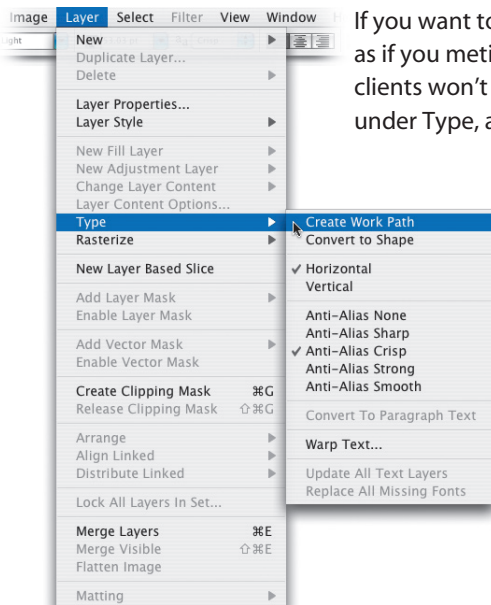 Image Layer Select Filter View Window
Light
If you want to
as if you meti
clients won't
under Type, a
New
Duplicate Layer...
Delete
Layer Properties...
Layer Style
New Fill Layer
New Adjustment Layer
Change Layer Content
Layer Content Options...
Type
Rasterize
New Layer Based Slice
Add Layer Mask
Enable Layer Mask
Add Vector Mask
Enable Vector Mask
Create Clipping Mask ⌘G
Release Clipping Mask ⇧⌘G
Arrange
Align Linked
Distribute Linked
Lock All Layers In Set...
Merge Layers ⌘E
Merge Visible ⇧⌘E
Flatten Image
Matting
Create Work Path
Convert to Shape
✓ Horizontal
Vertical
Anti-Alias None
Anti-Alias Sharp
✓ Anti-Alias Crisp
Anti-Alias Strong
Anti-Alias Smooth
Convert To Paragraph Text
Warp Text...
Update All Text Layers
Replace All Missing Fonts